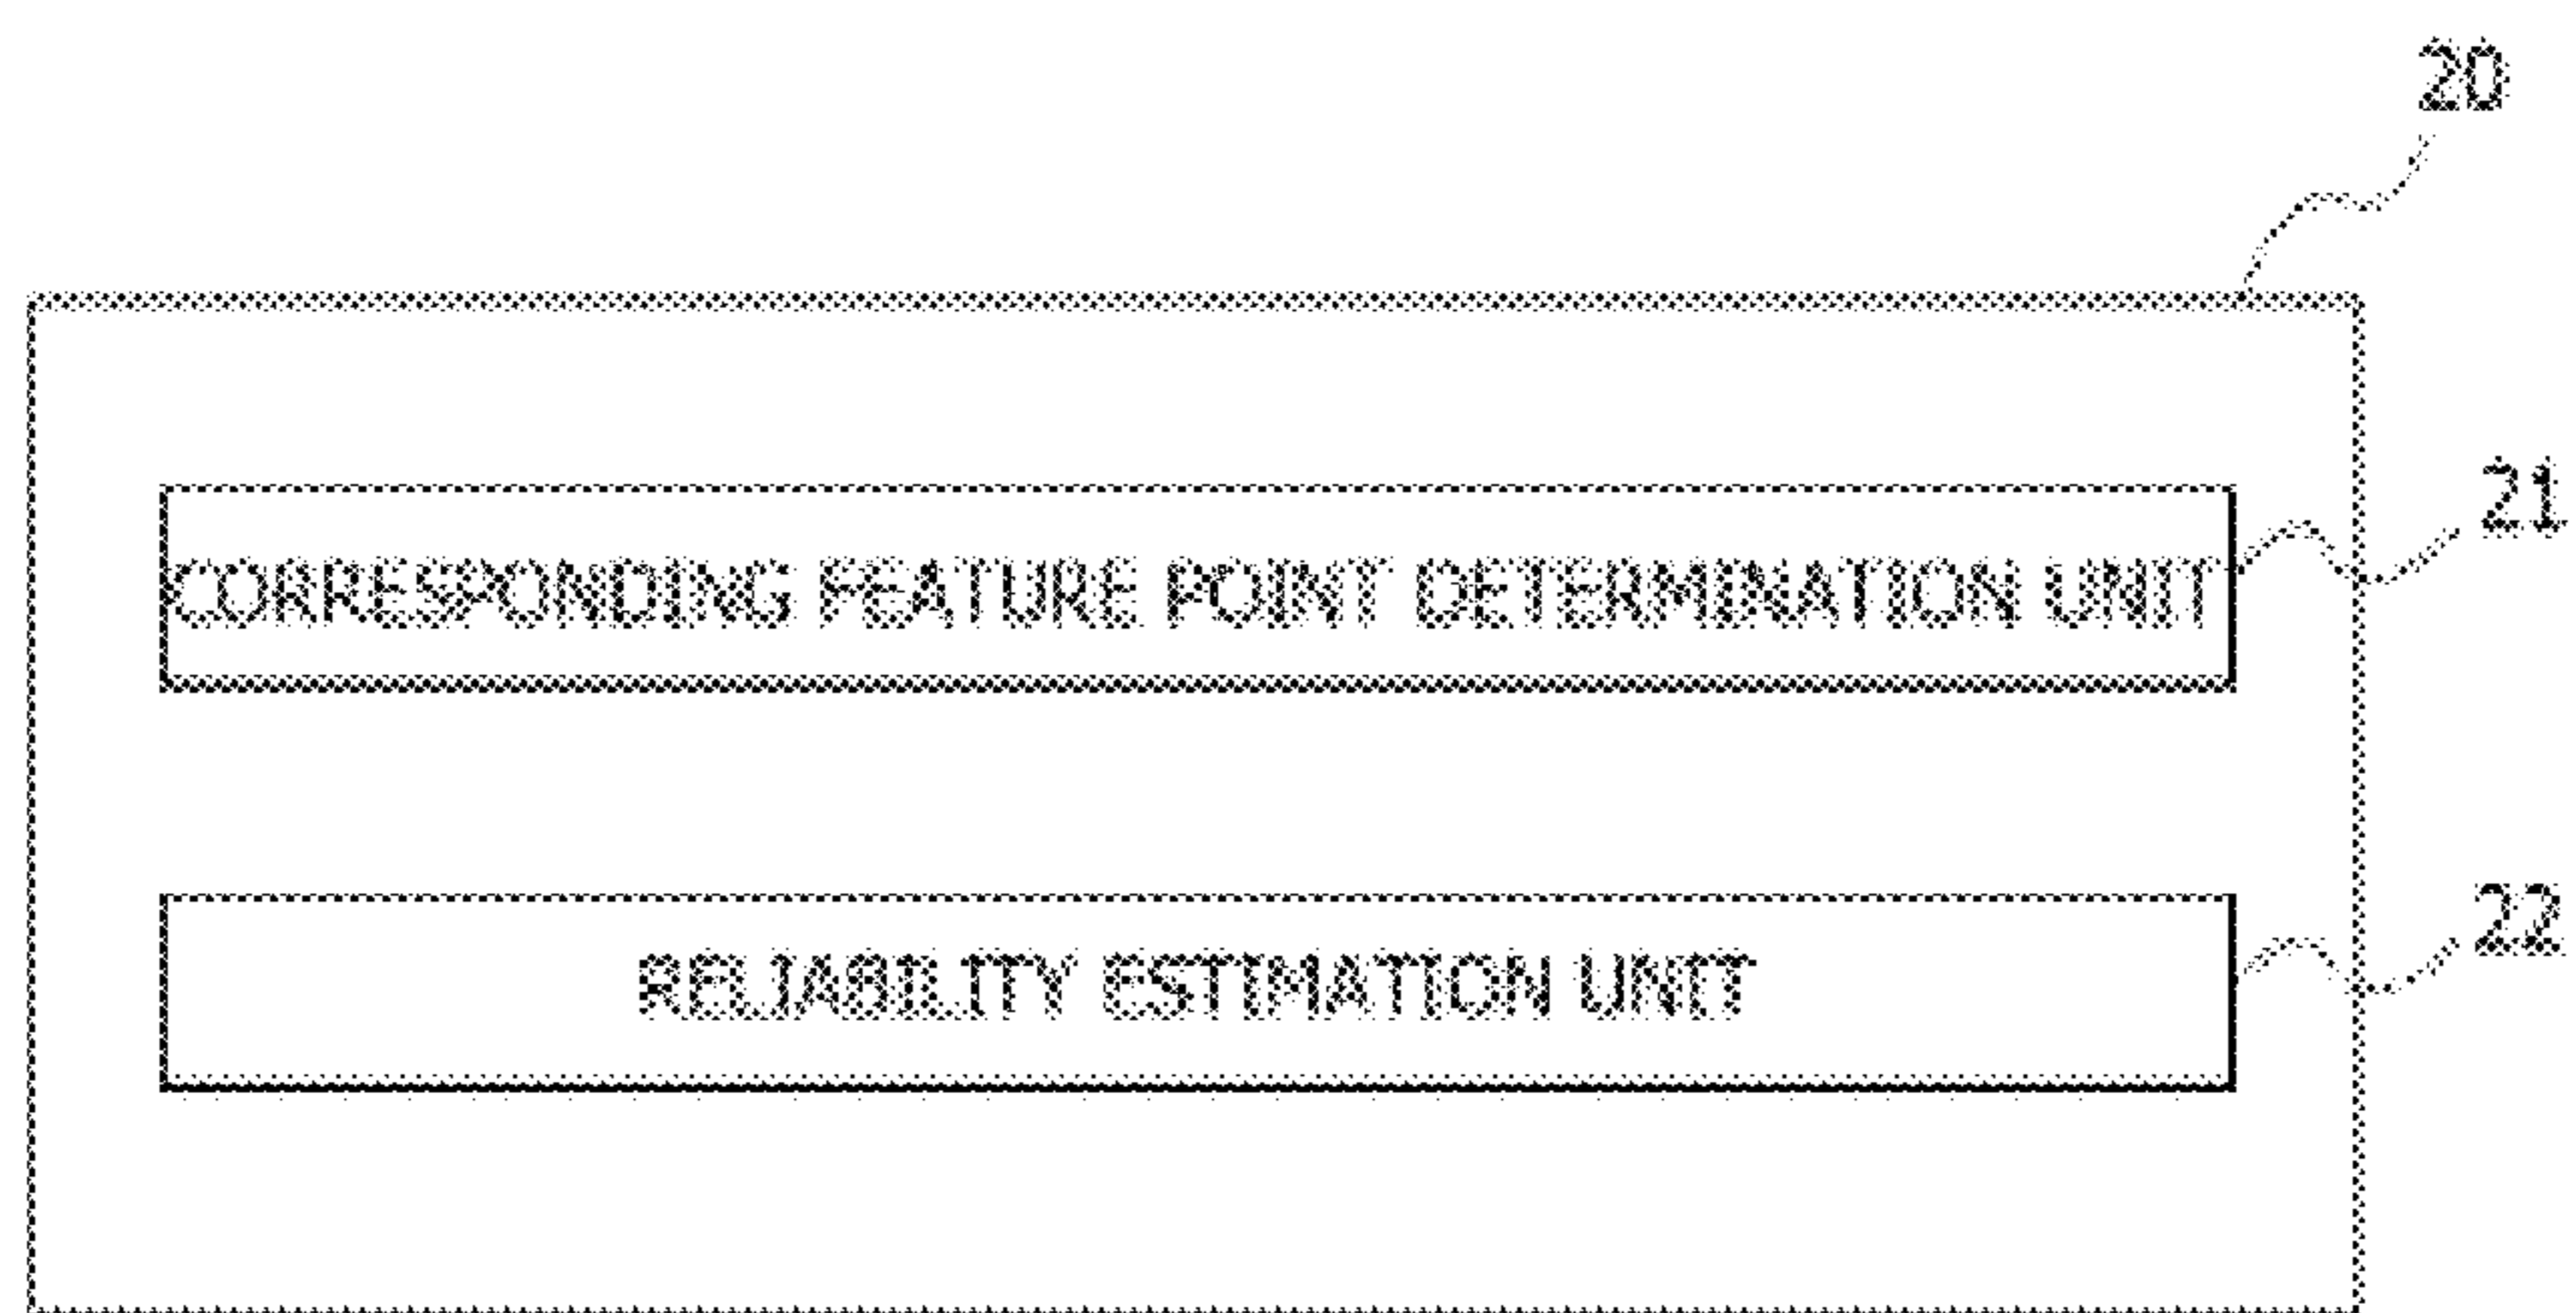 20
21
CORRESPONDING FEATURE POINT DETERMINATION UNIT
22
RELIABILITY ESTIMATION UNIT